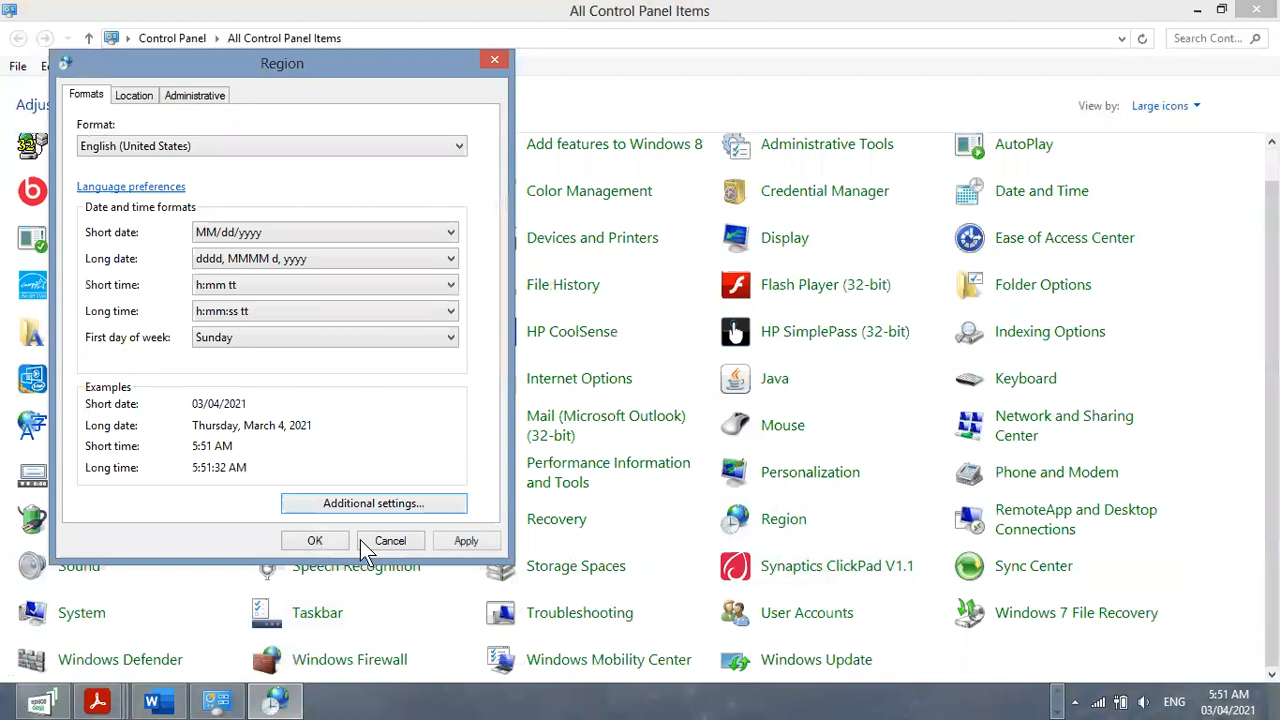 All Control Panel Items
Control Panel
All Control Panel Items
Search Cont...
File
Region
Formats
Location
Administrative
Format:
English (United States)
Language preferences
Date and time formats
Short date:
MM/dd/yyyy
Long date:
dddd, MMMM d, yyyy
Short time:
h:mm tt
Long time:
h:mm:ss tt
First day of week:
Sunday
Examples
Short date:
03/04/2021
Long date:
Thursday, March 4, 2021
Short time:
5:51 AM
Long time:
5:51:32 AM
Additional settings...
OK
Cancel
Apply
View by:
Large icons
Add features to Windows 8
Administrative Tools
AutoPlay
Color Management
Credential Manager
Date and Time
Devices and Printers
Display
Ease of Access Center
File History
Flash Player (32-bit)
Folder Options
HP CoolSense
HP SimplePass (32-bit)
Indexing Options
Internet Options
Java
Keyboard
Mail (Microsoft Outlook)
(32-bit)
Mouse
Network and Sharing
Center
Performance Information
and Tools
Personalization
Phone and Modem
Recovery
Region
RemoteApp and Desktop
Connections
Sound
Speech Recognition
Storage Spaces
Synaptics ClickPad V1.1
Sync Center
System
Taskbar
Troubleshooting
User Accounts
Windows 7 File Recovery
Windows Defender
Windows Firewall
Windows Mobility Center
Windows Update
ENG
5:51 AM
03/04/2021